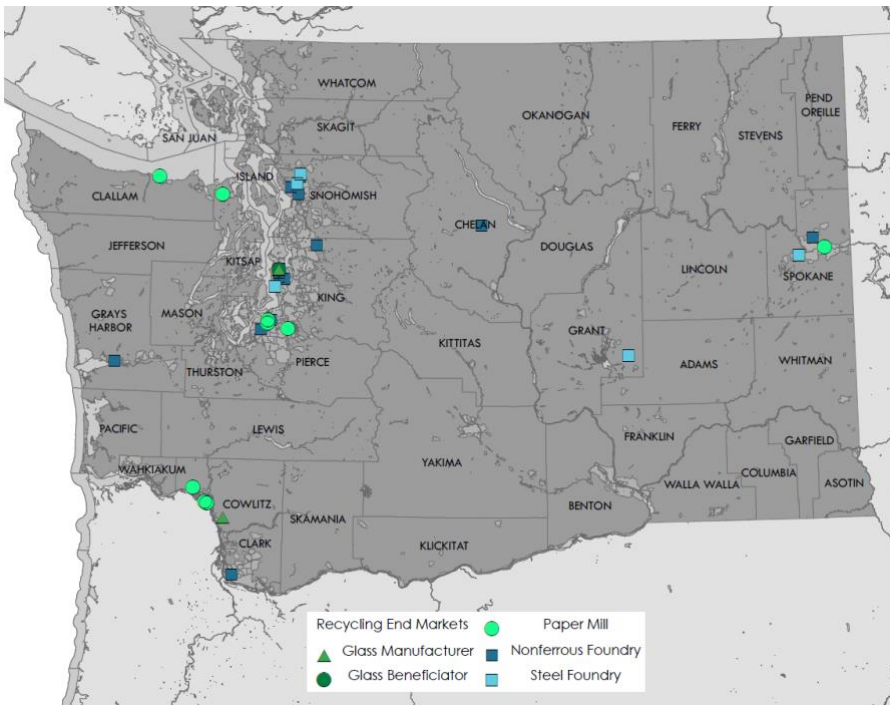 WHATCOM
OKANOGAN
FERRY
STEVENS
PEND
OREILLE
SAN JUAN
SKAGIT
ISLAND
CLALLAM
SNOHOMISH
JEFFERSON
CHELAN
DOUGLAS
KITSAP
LINCOLN
SPOKANE
KING
MASON
GRAYS
HARBOR
GRANT
KITTITAS
PIERCE
THURSTON
ADAMS
WHITMAN
PACIFIC
LEWIS
YAKIMA
FRANKLIN
GARFIELD
WAHKIAKUM
COWLITZ
SKAMANIA
BENTON
WALLA WALLA
COLUMBIA
ASOTIN
CLARK
KLICKITAT
Recycling End Markets
Paper Mill
Glass Manufacturer
Nonferrous Foundry
Glass Beneficiator
Steel Foundry